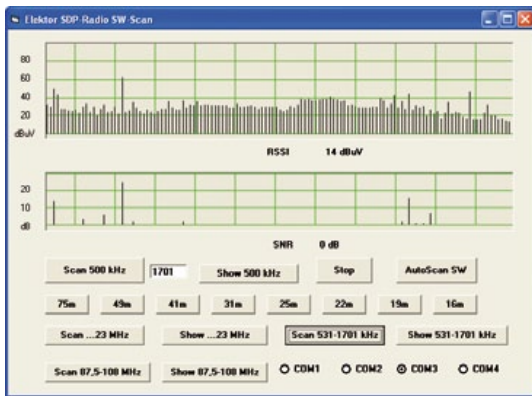 Elektor SDP-Radio SW-Scan
80
60
40
20
dBuV
RSSI 14 dBuV
20
10
dB
SNR 0 dB
Scan 500 kHz 1701 Show 500 kHz Stop AutoScan SW
75m 49m 41m 31m 25m 22m 19m 16m
Scan ...23 MHz Show ...23 MHz Scan 531-1701 kHz Show 531-1701 kHz
Scan 87,5-108 MHz Show 87,5-108 MHz COM1 COM2 COM3 COM4